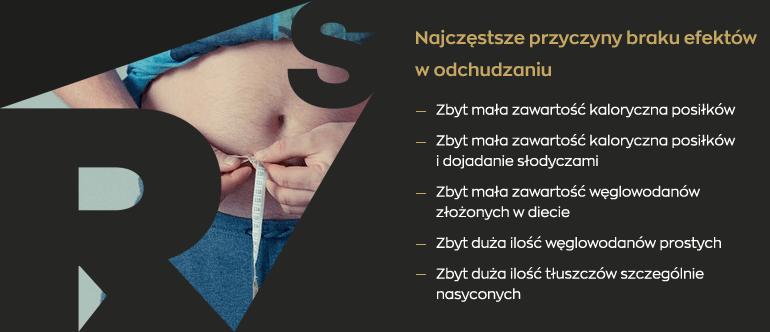 S
R
Najczęstsze przyczyny braku efektów
w odchudzaniu
— Zbyt mała zawartość kaloryczna posiłków
— Zbyt mała zawartość kaloryczna posiłków
i dojadanie słodyczami
— Zbyt mała zawartość węglowodanów
złożonych w diecie
— Zbyt duża ilość węglowodanów prostych
— Zbyt duża ilość tłuszczów szczególnie
nasyconych